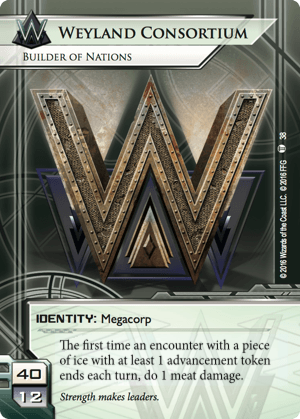 WEYLAND CONSORTIUM
BUILDER OF NATIONS
W
© 2016 Wizards of the Coast LLC. © 2016 FFG 38
IDENTITY: Megacorp
The first time an encounter with a piece
of ice with at least 1 advancement token
ends each turn, do 1 meat damage.
Strength makes leaders.
40
12